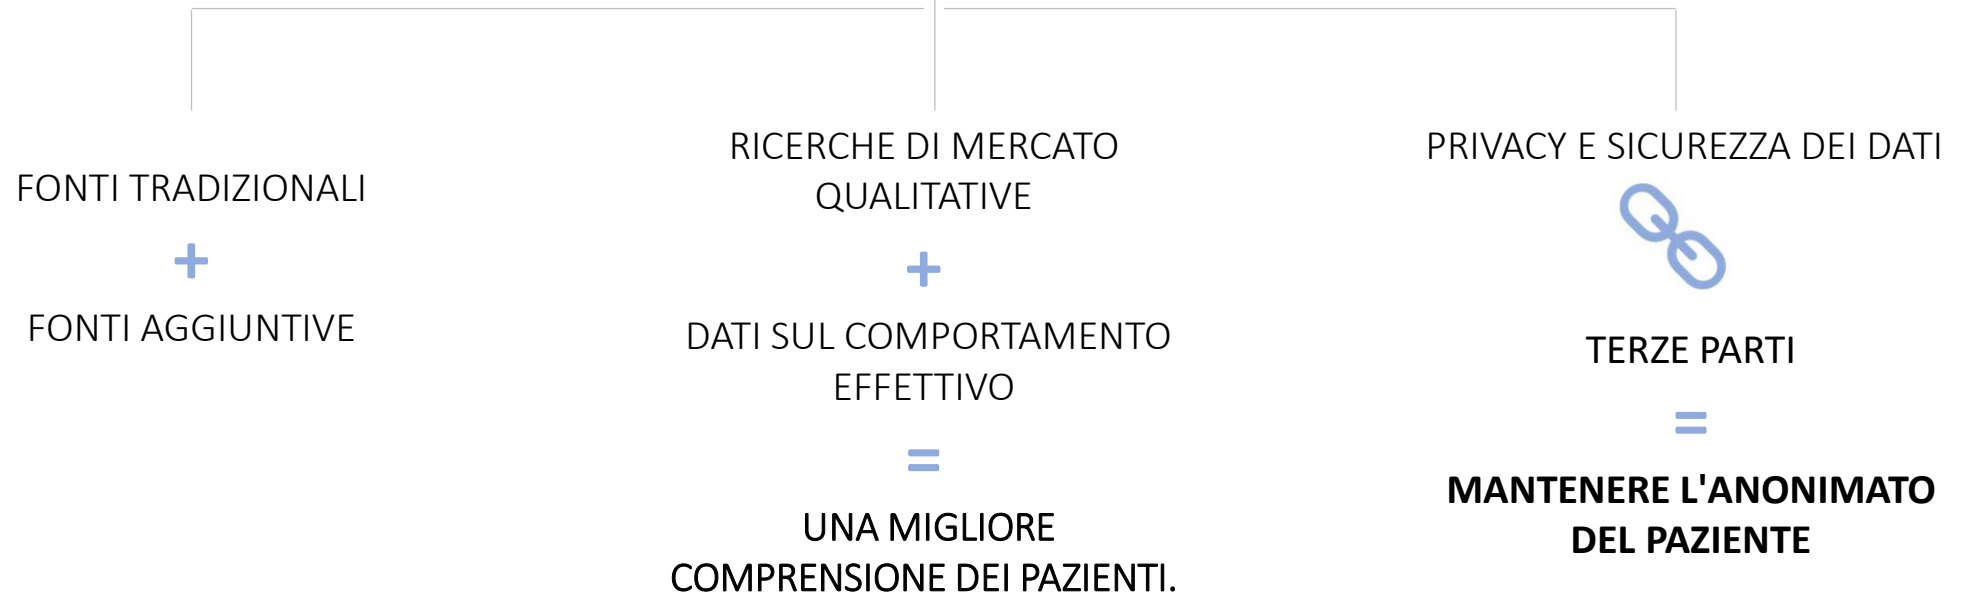 FONTI TRADIZIONALI
+
FONTI AGGIUNTIVE
RICERCHE DI MERCATO
QUALITATIVE
+
DATI SUL COMPORTAMENTO
EFFETTIVO
=
UNA MIGLIORE
COMPRENSIONE DEI PAZIENTI.
PRIVACY E SICUREZZA DEI DATI
TERZE PARTI
=
MANTENERE L'ANONIMATO
DEL PAZIENTE